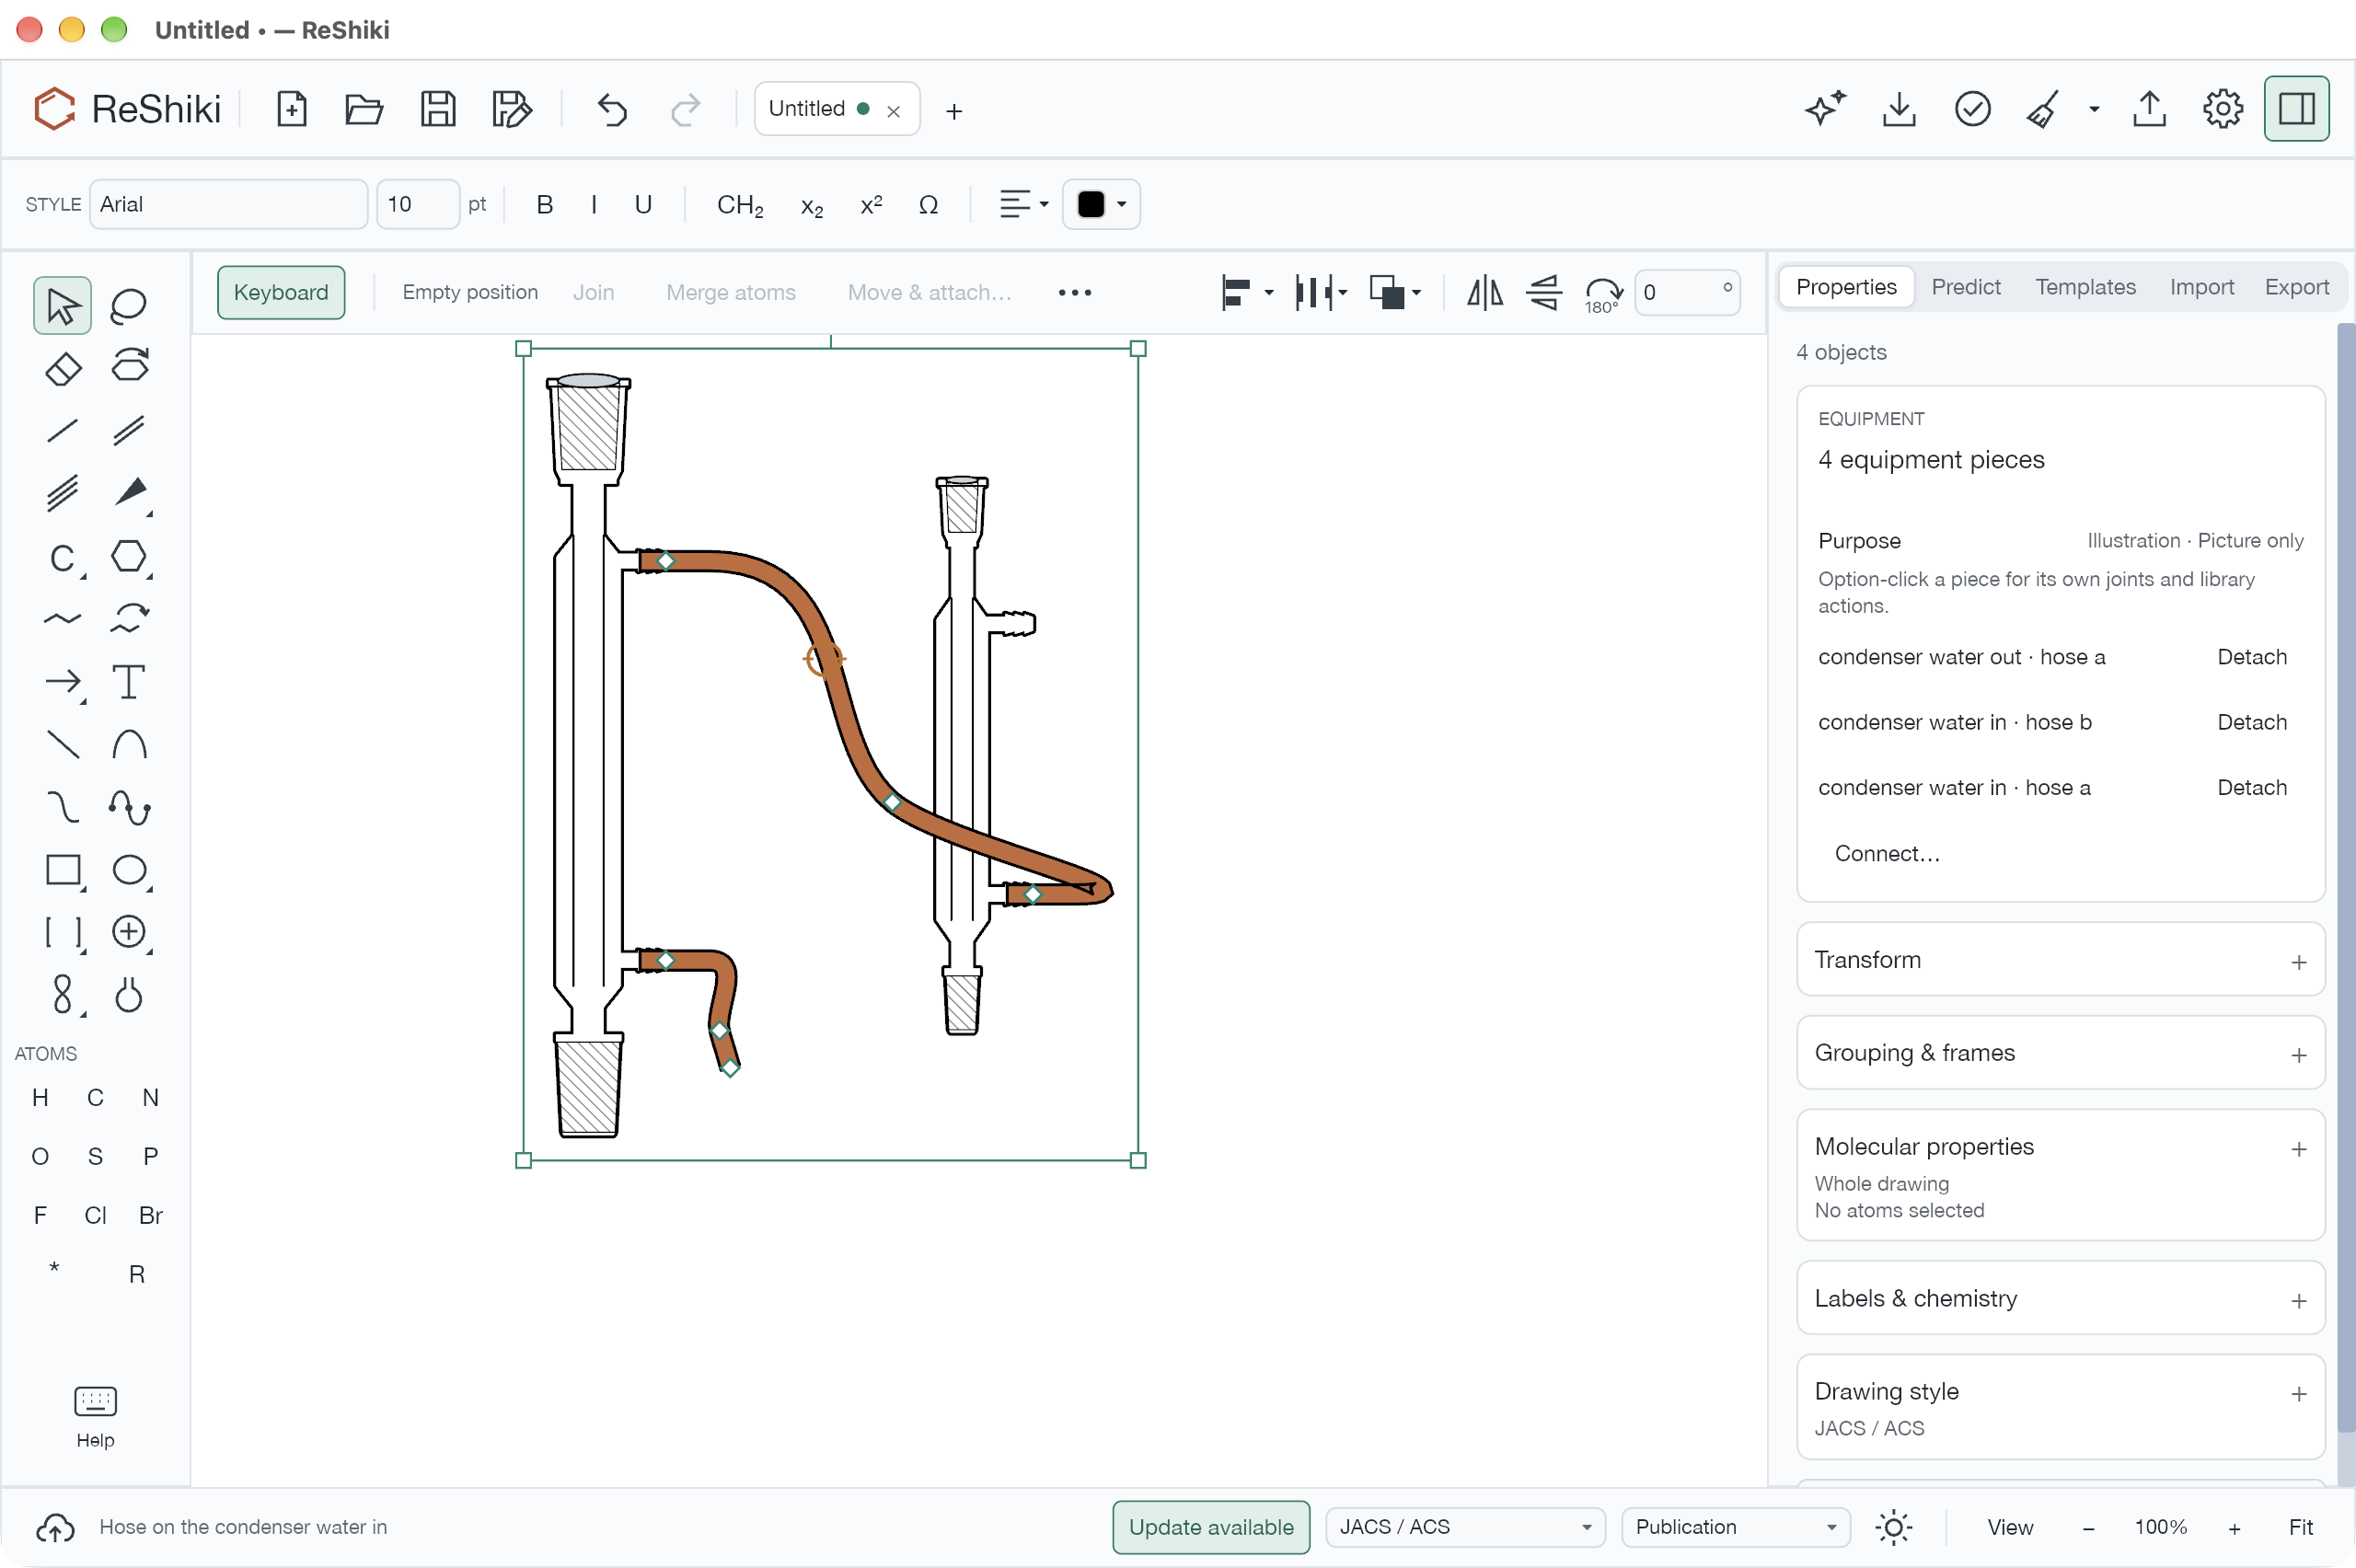 Untitled • — ReShiki
ReShiki
Untitled
STYLE Arial 10 pt B I U CH₂ x₂ x² Ω
Keyboard Empty position Join Merge atoms Move & attach... 180° 0 °
Properties Predict Templates Import Export
4 objects
EQUIPMENT
4 equipment pieces
Purpose Illustration · Picture only
Option-click a piece for its own joints and library
actions.
condenser water out · hose a Detach
condenser water in · hose b Detach
condenser water in · hose a Detach
Connect...
Transform +
Grouping & frames +
Molecular properties +
Whole drawing
No atoms selected
Labels & chemistry +
Drawing style +
JACS / ACS
C
T
ATOMS
H C N
O S P
F Cl Br
* R
Help
Hose on the condenser water in
Update available JACS / ACS Publication View – 100% + Fit